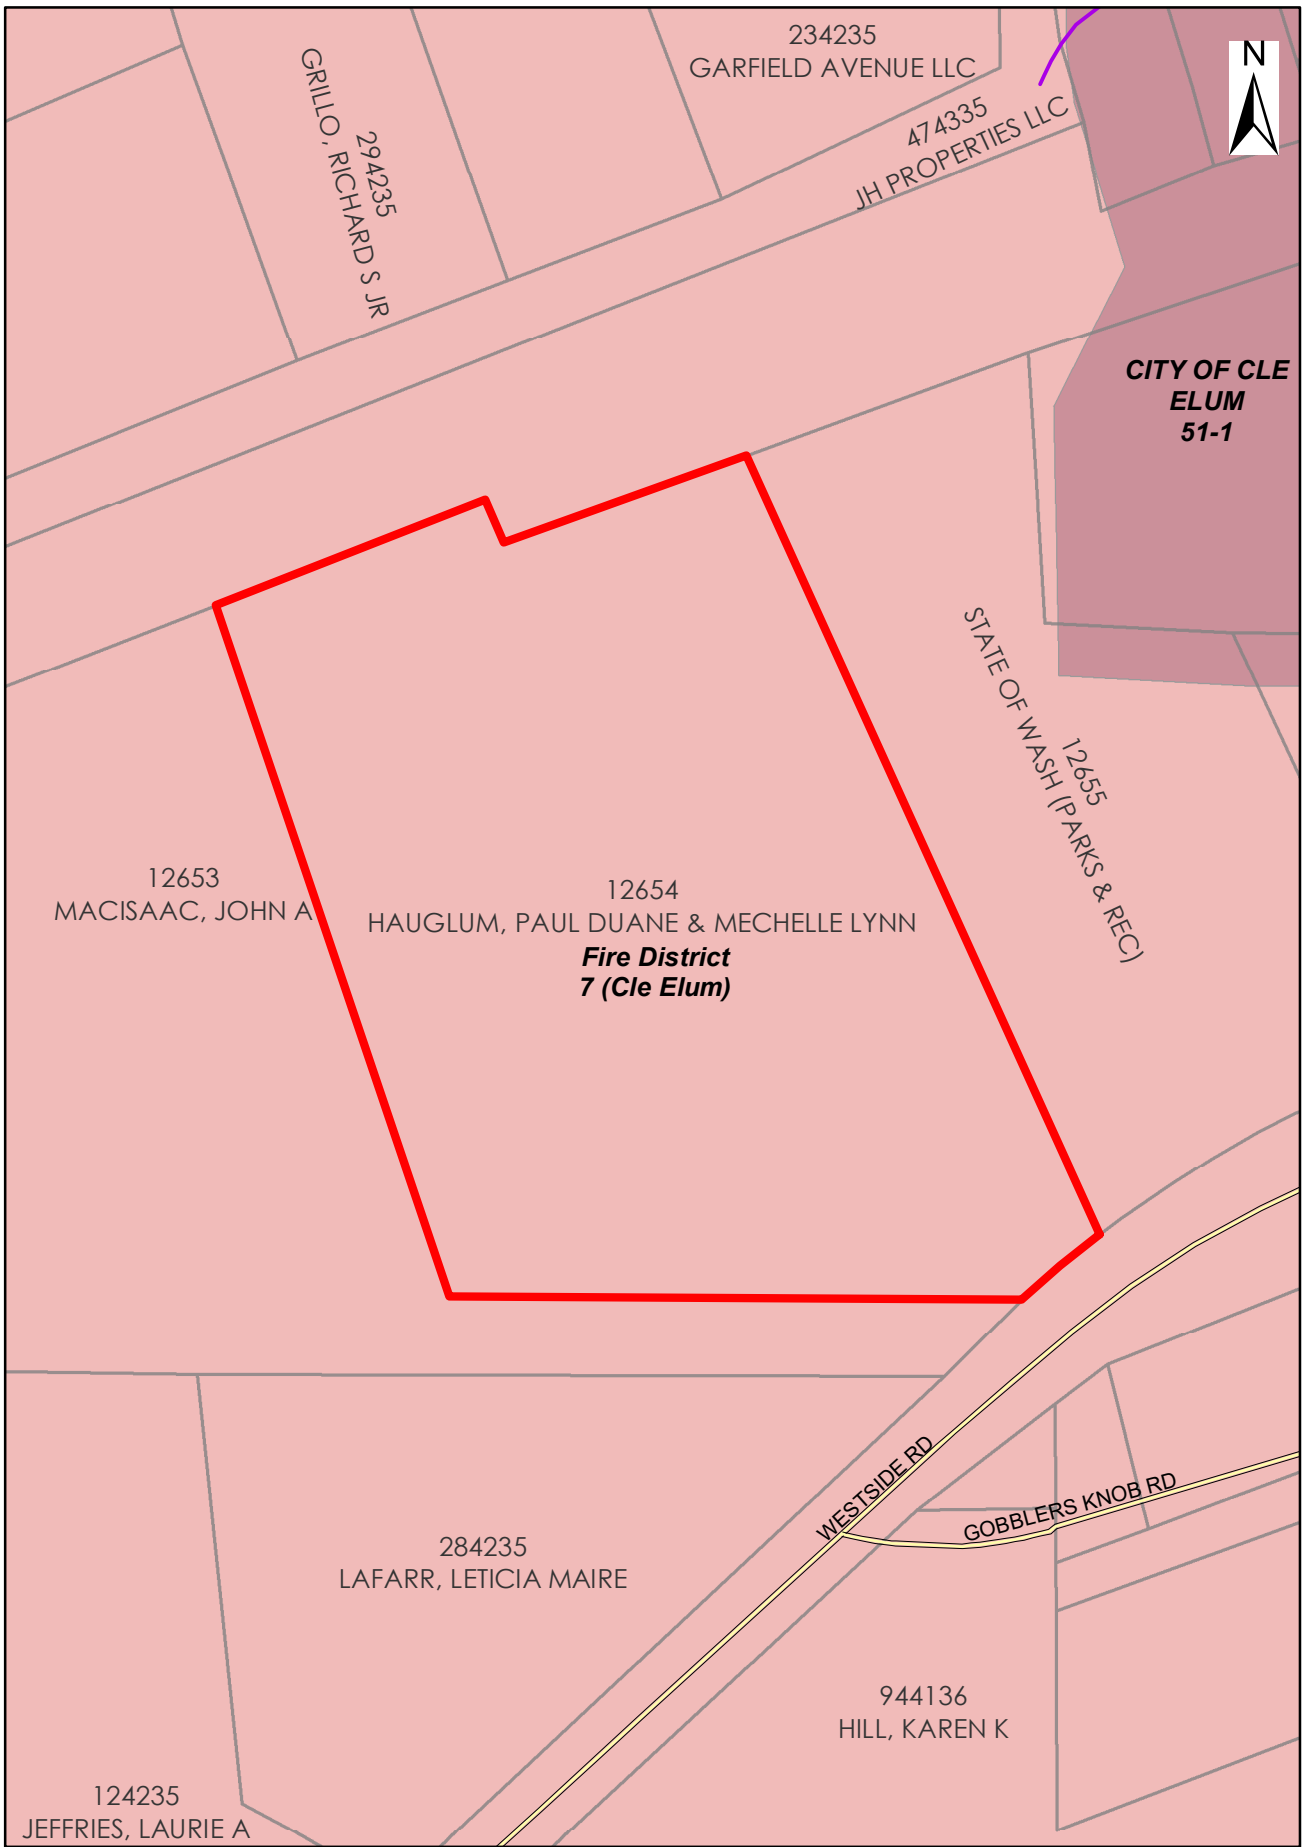 234235
GARFIELD AVENUE LLC
N
474335
JH PROPERTIES LLC
294235
GRILLO, RICHARD S JR
CITY OF CLE
ELUM
51-1
12655
STATE OF WASH (PARKS & REC)
12653
MACISAAC, JOHN A
12654
HAUGLUM, PAUL DUANE & MECHELLE LYNN
Fire District
7 (Cle Elum)
WESTSIDE RD
GOBBLERS KNOB RD
284235
LAFARR, LETICIA MAIRE
944136
HILL, KAREN K
124235
JEFFRIES, LAURIE A